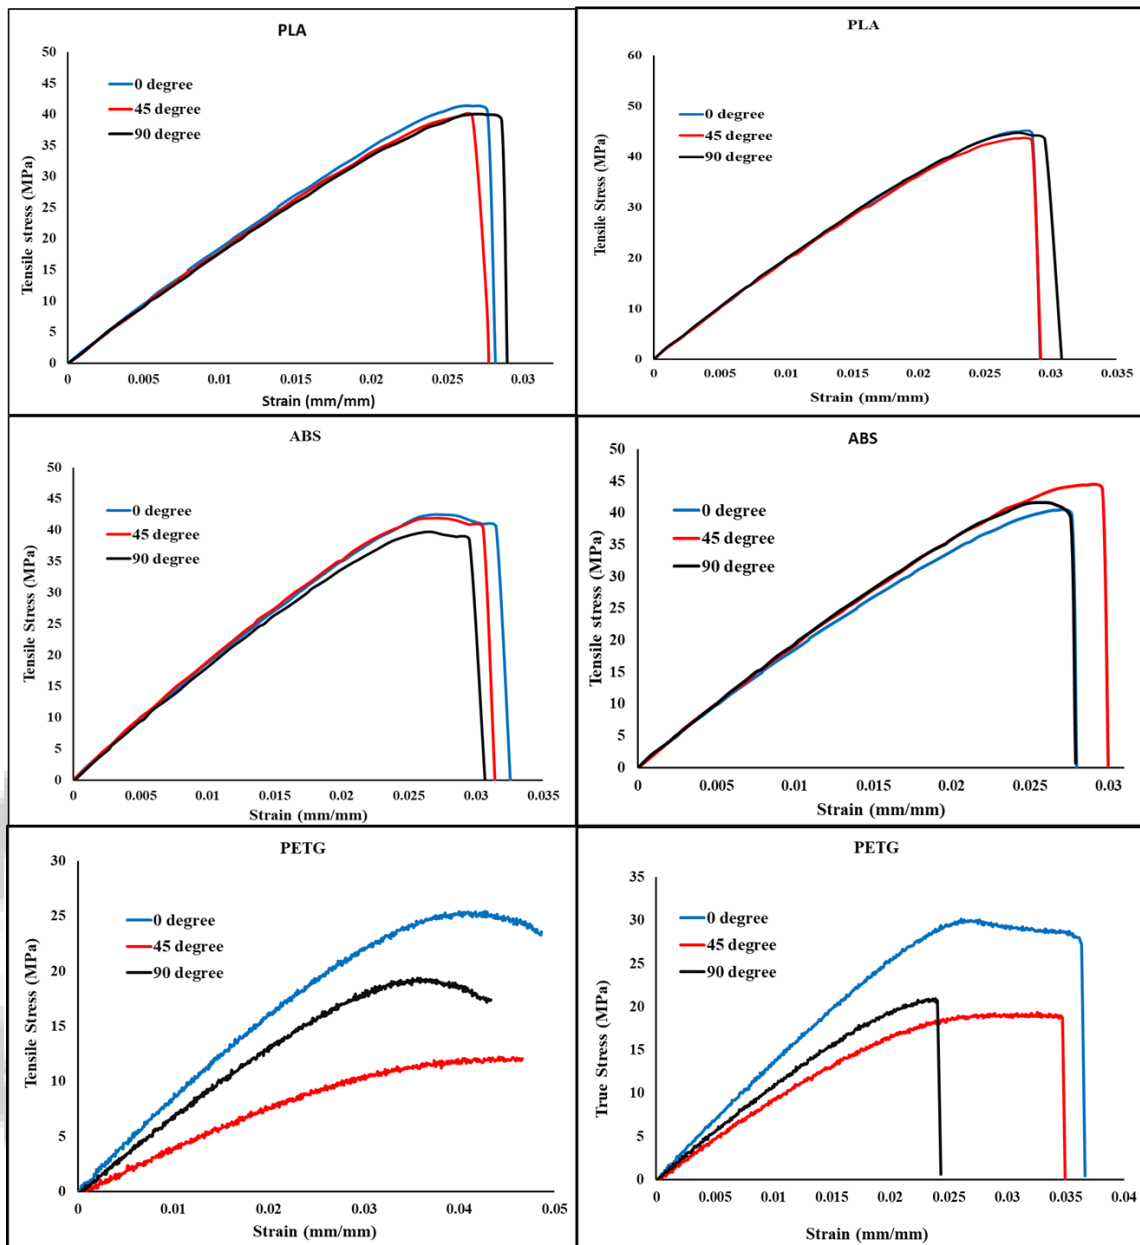 PLA
50
45
40
35
30
25
20
15
10
5
0
Tensile stress (MPa)
0 degree
45 degree
90 degree
0 0.005 0.01 0.015 0.02 0.025 0.03
Strain (mm/mm)
PLA
60
50
40
30
20
10
0
Tensile Stress (MPa)
0 degree
45 degree
90 degree
0 0.005 0.01 0.015 0.02 0.025 0.03 0.035
Strain (mm/mm)
ABS
50
45
40
35
30
25
20
15
10
5
0
Tensile Stress (MPa)
0 degree
45 degree
90 degree
0 0.005 0.01 0.015 0.02 0.025 0.03 0.035
Strain (mm/mm)
ABS
50
45
40
35
30
25
20
15
10
5
0
Tensile stress (MPa)
0 degree
45 degree
90 degree
0 0.005 0.01 0.015 0.02 0.025 0.03
Strain (mm/mm)
PETG
30
25
20
15
10
5
0
Tensile Stress (MPa)
0 degree
45 degree
90 degree
0 0.01 0.02 0.03 0.04 0.05
Strain (mm/mm)
PETG
35
30
25
20
15
10
5
0
True Stress (MPa)
0 degree
45 degree
90 degree
0 0.005 0.01 0.015 0.02 0.025 0.03 0.035 0.04
Strain (mm/mm)